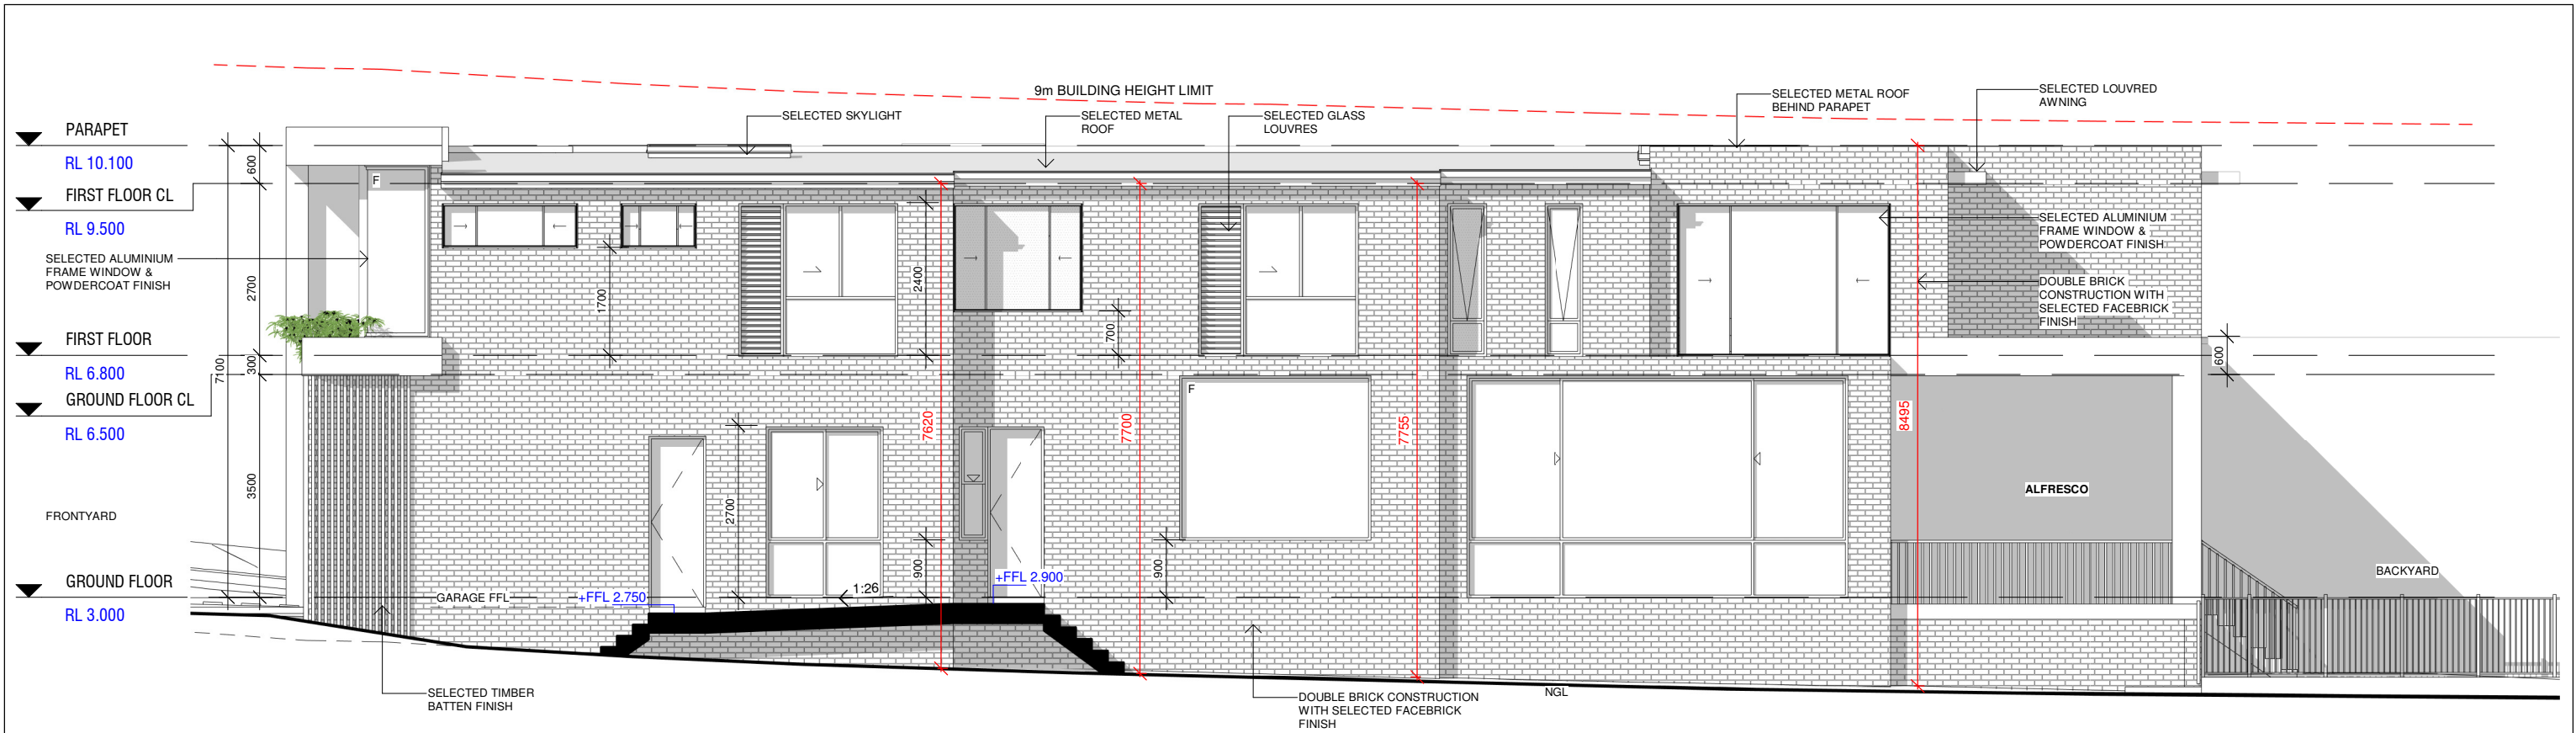 9m BUILDING HEIGHT LIMIT
SELECTED SKYLIGHT
SELECTED METAL
ROOF
SELECTED GLASS
LOUVRES
SELECTED METAL ROOF
BEHIND PARAPET
SELECTED LOUVRED
AWNING
PARAPET
RL 10.100
FIRST FLOOR CL
RL 9.500
SELECTED ALUMINIUM
FRAME WINDOW &
POWDERCOAT FINISH
FIRST FLOOR
RL 6.800
GROUND FLOOR CL
RL 6.500
FRONTYARD
GROUND FLOOR
RL 3.000
600
2700
300
7100
3500
F
1700
2400
700
SELECTED ALUMINIUM
FRAME WINDOW &
POWDERCOAT FINISH
DOUBLE BRICK
CONSTRUCTION WITH
SELECTED FACEBRICK
FINISH
600
F
7620
7700
7755
8495
2700
900
900
ALFRESCO
BACKYARD
GARAGE FFL
+FFL 2.750
1:26
+FFL 2.900
SELECTED TIMBER
BATTEN FINISH
DOUBLE BRICK CONSTRUCTION
WITH SELECTED FACEBRICK
FINISH
NGL